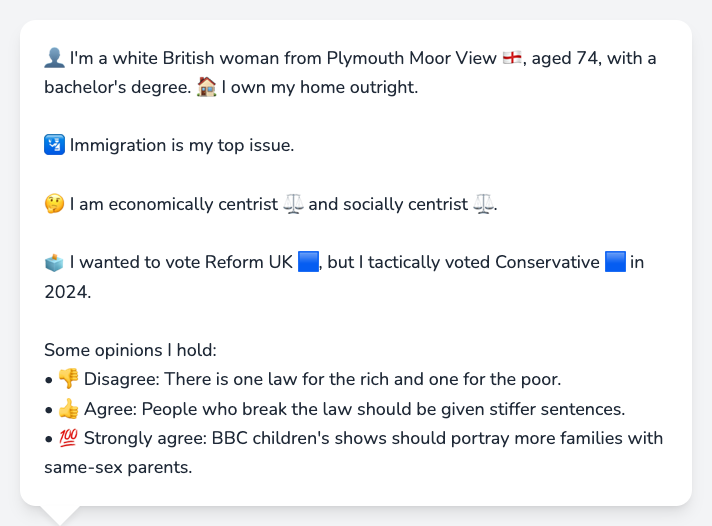 👤 I'm a white British woman from Plymouth Moor View 🏴󠁧󠁢󠁥󠁮󠁧󠁿, aged 74, with a
bachelor's degree. 🏠 I own my home outright.
🛂 Immigration is my top issue.
🤔 I am economically centrist ⚖️ and socially centrist ⚖️.
🗳️ I wanted to vote Reform UK 🟦, but I tactically voted Conservative 🟦 in
2024.
Some opinions I hold:
• 👎 Disagree: There is one law for the rich and one for the poor.
• 👍 Agree: People who break the law should be given stiffer sentences.
• 💯 Strongly agree: BBC children's shows should portray more families with
same-sex parents.